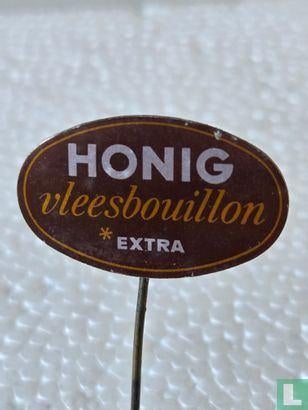 HONIG
vleesbouillon
* EXTRA
L